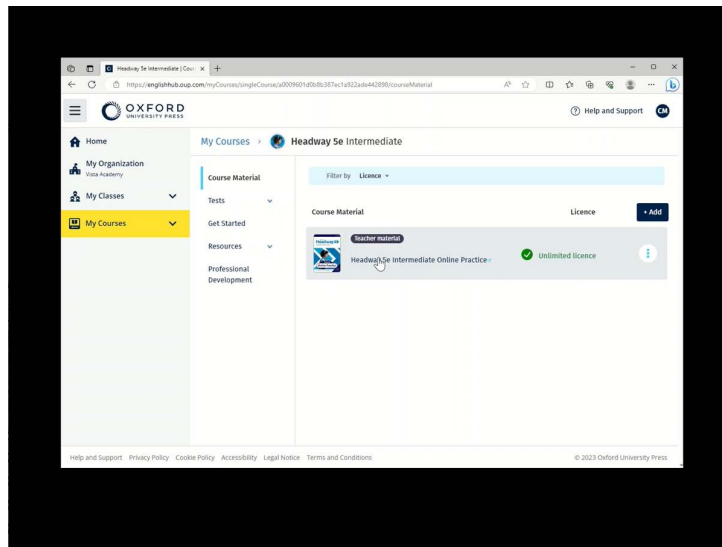 Headway 5e Intermediate | Cou
https://englishhub.oup.com/myCourses/singleCourse/a0009601d0b8b387ec1a922ade442898/courseMaterial
OXFORD
UNIVERSITY PRESS
Help and Support
CM
Home
My Organization
Vista Academy
My Classes
My Courses
My Courses > Headway 5e Intermediate
Course Material
Tests
Get Started
Resources
Professional
Development
Filter by Licence
Course Material Licence + Add
Teacher material
Headway 5e Intermediate Online Practice
Unlimited licence
Help and Support Privacy Policy Cookie Policy Accessibility Legal Notice Terms and Conditions
© 2023 Oxford University Press